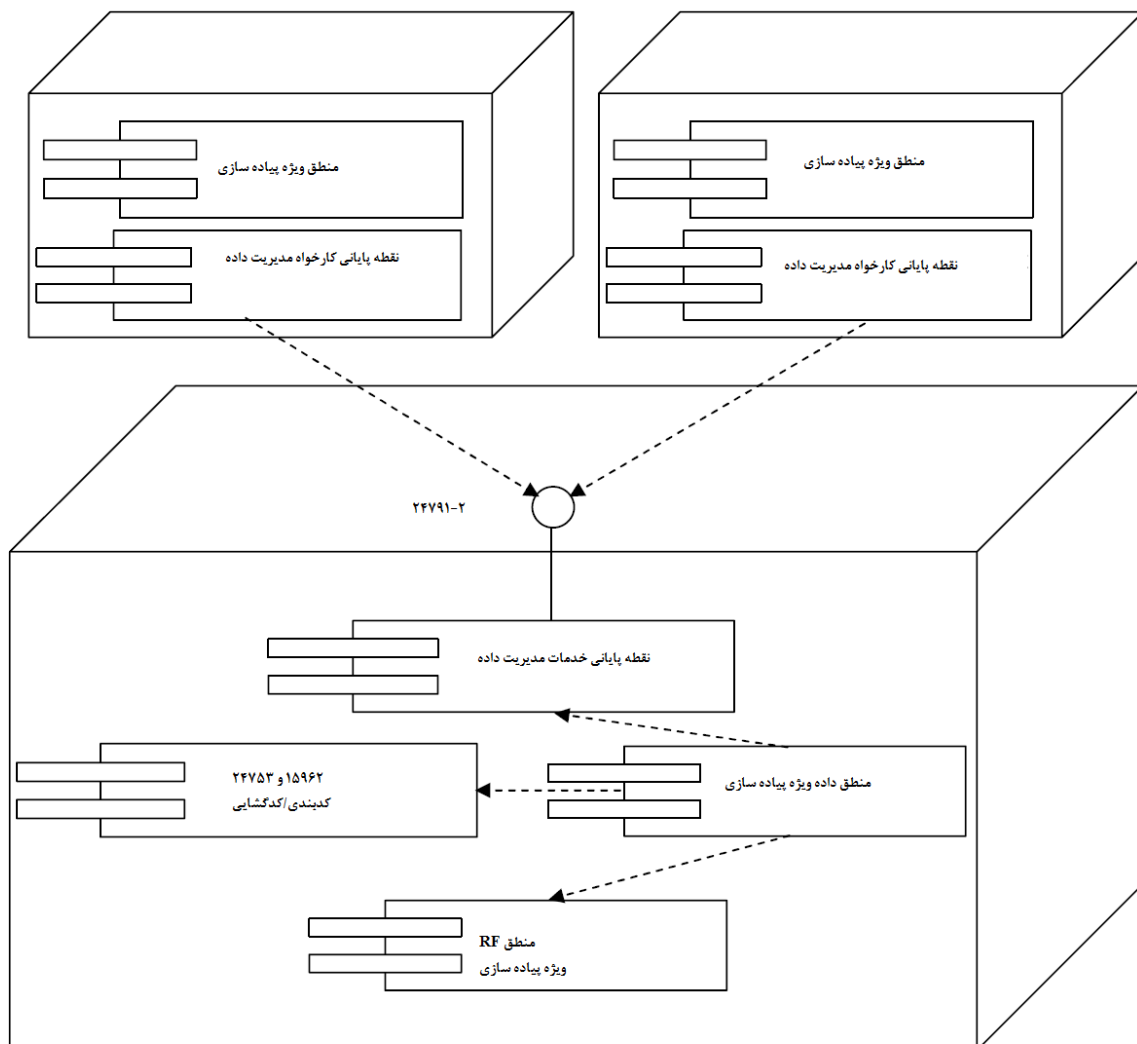 منطق ویژه پیاده سازی
نقطه پایانی کارخواه مدیریت داده
منطق ویژه پیاده سازی
نقطه پایانی کارخواه مدیریت داده
۲۴۷۹۱-۲
نقطه پایانی خدمات مدیریت داده
۱۵۹۶۲ و ۲۴۷۵۳
کدبندی/کدگشایی
منطق داده ویژه پیاده سازی
منطق RF
ویژه پیاده سازی